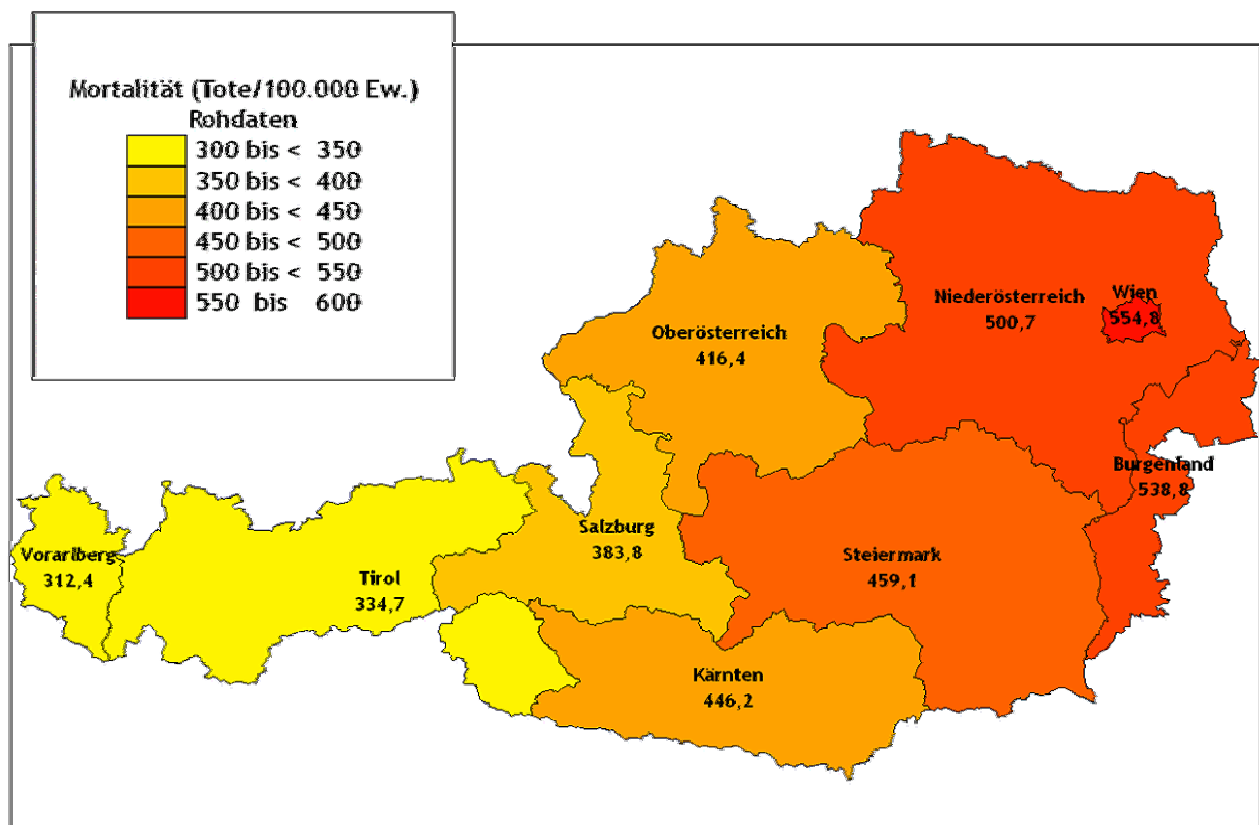 Mortalität (Tote/100.000 Ew.)
Rohdaten
300 bis < 350
350 bis < 400
400 bis < 450
450 bis < 500
500 bis < 550
550 bis 600
Niederösterreich
500,7
Wien
554,8
Oberösterreich
416,4
Burgenland
538,8
Salzburg
383,8
Steiermark
459,1
Vorarlberg
312,4
Tirol
334,7
Kärnten
446,2